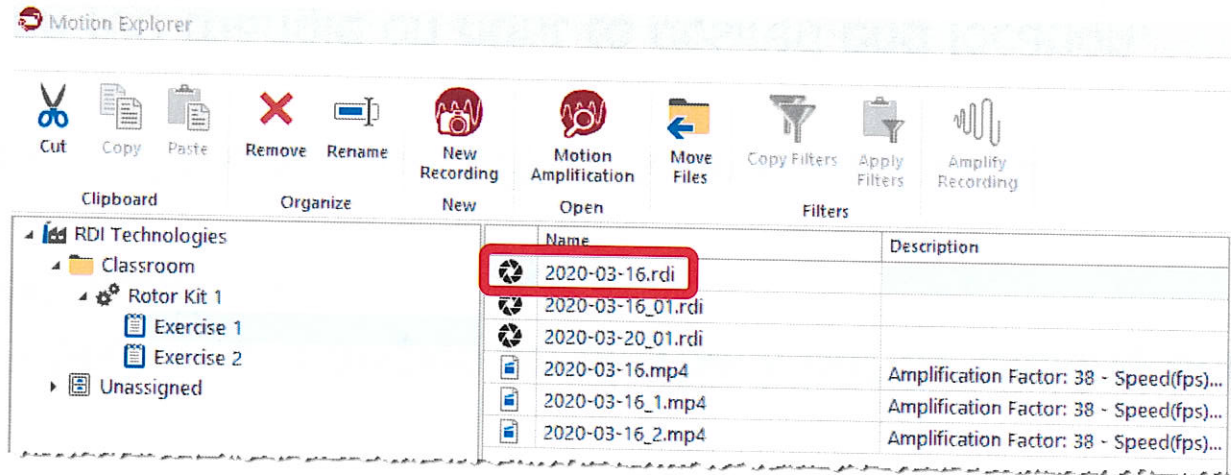 Motion Explorer
Cut
Copy
Paste
Remove
Rename
New Recording
Motion Amplification
Move Files
Copy Filters
Apply Filters
Amplify Recording
Clipboard
Organize
New
Open
Filters
RDI Technologies
Classroom
Rotor Kit 1
Exercise 1
Exercise 2
Unassigned
Name Description
2020-03-16.rdi
2020-03-16_01.rdi
2020-03-20_01.rdi
2020-03-16.mp4 Amplification Factor: 38 - Speed(fps)...
2020-03-16_1.mp4 Amplification Factor: 38 - Speed(fps)...
2020-03-16_2.mp4 Amplification Factor: 38 - Speed(fps)...